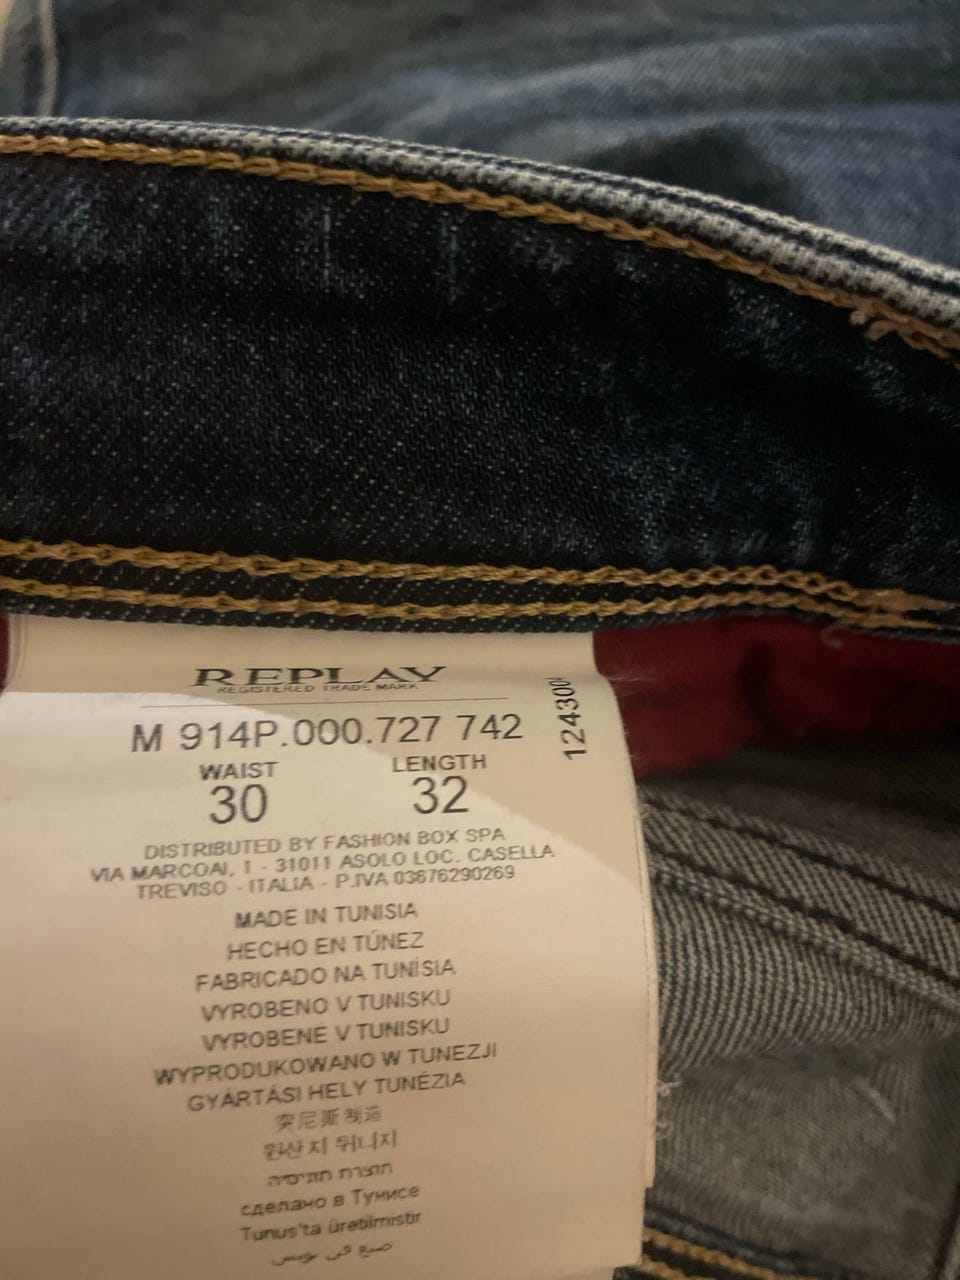 REPLAY
REGISTERED TRADE MARK
M 914P.000.727 742
WAIST LENGTH
30 32
DISTRIBUTED BY FASHION BOX SPA
VIA MARCOAI, 1 - 31011 ASOLO LOC. CASELLA
TREVISO - ITALIA - P.IVA 03676290269
MADE IN TUNISIA
HECHO EN TÚNEZ
FABRICADO NA TUNÍSIA
VYROBENO V TUNISKU
VYROBENÉ V TUNISKU
WYPRODUKOWANO W TUNEZJI
GYÁRTÁSI HELY TUNÉZIA
突尼斯制造
원산지 튀니지
תוצרת תוניסיה
сделано в Тунисе
Tunus'ta üretilmistir
صنع في تونس